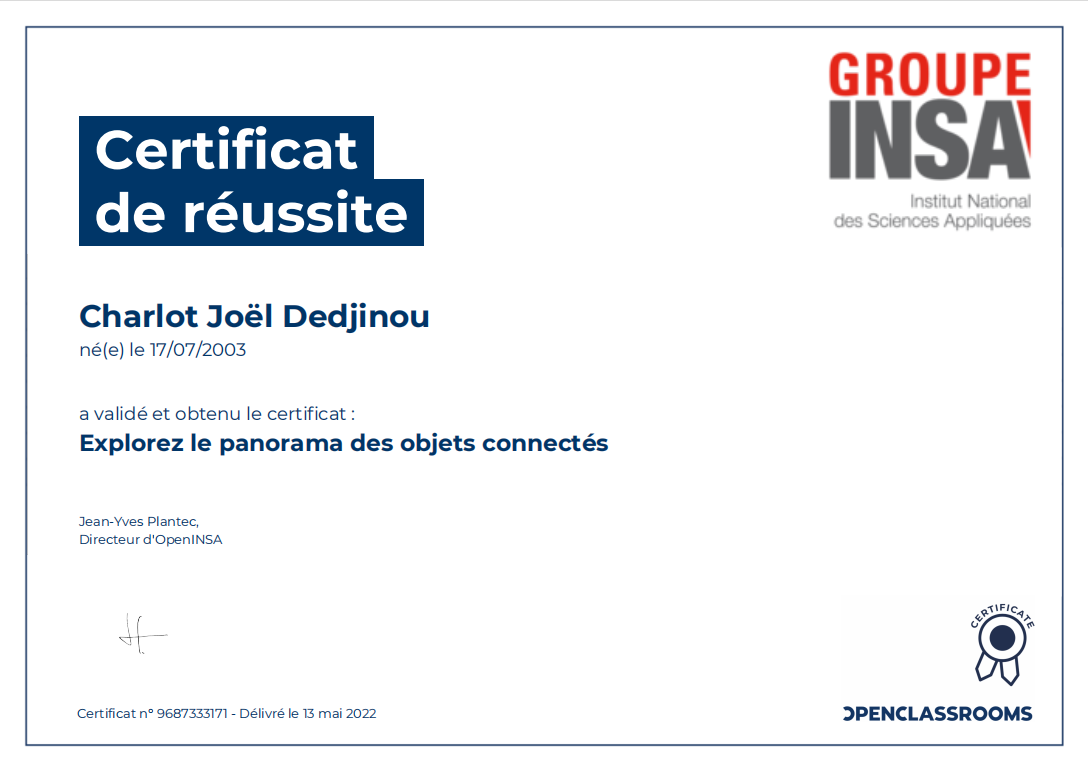 GROUPE
INSA
Institut National
des Sciences Appliquées
Certificat
de réussite
Charlot Joël Dedjinou
né(e) le 17/07/2003
a validé et obtenu le certificat :
Explorez le panorama des objets connectés
Jean-Yves Plantec,
Directeur d'OpenINSA
CERTIFICATE
Certificat n° 9687333171 - Délivré le 13 mai 2022
OPENCLASSROOMS